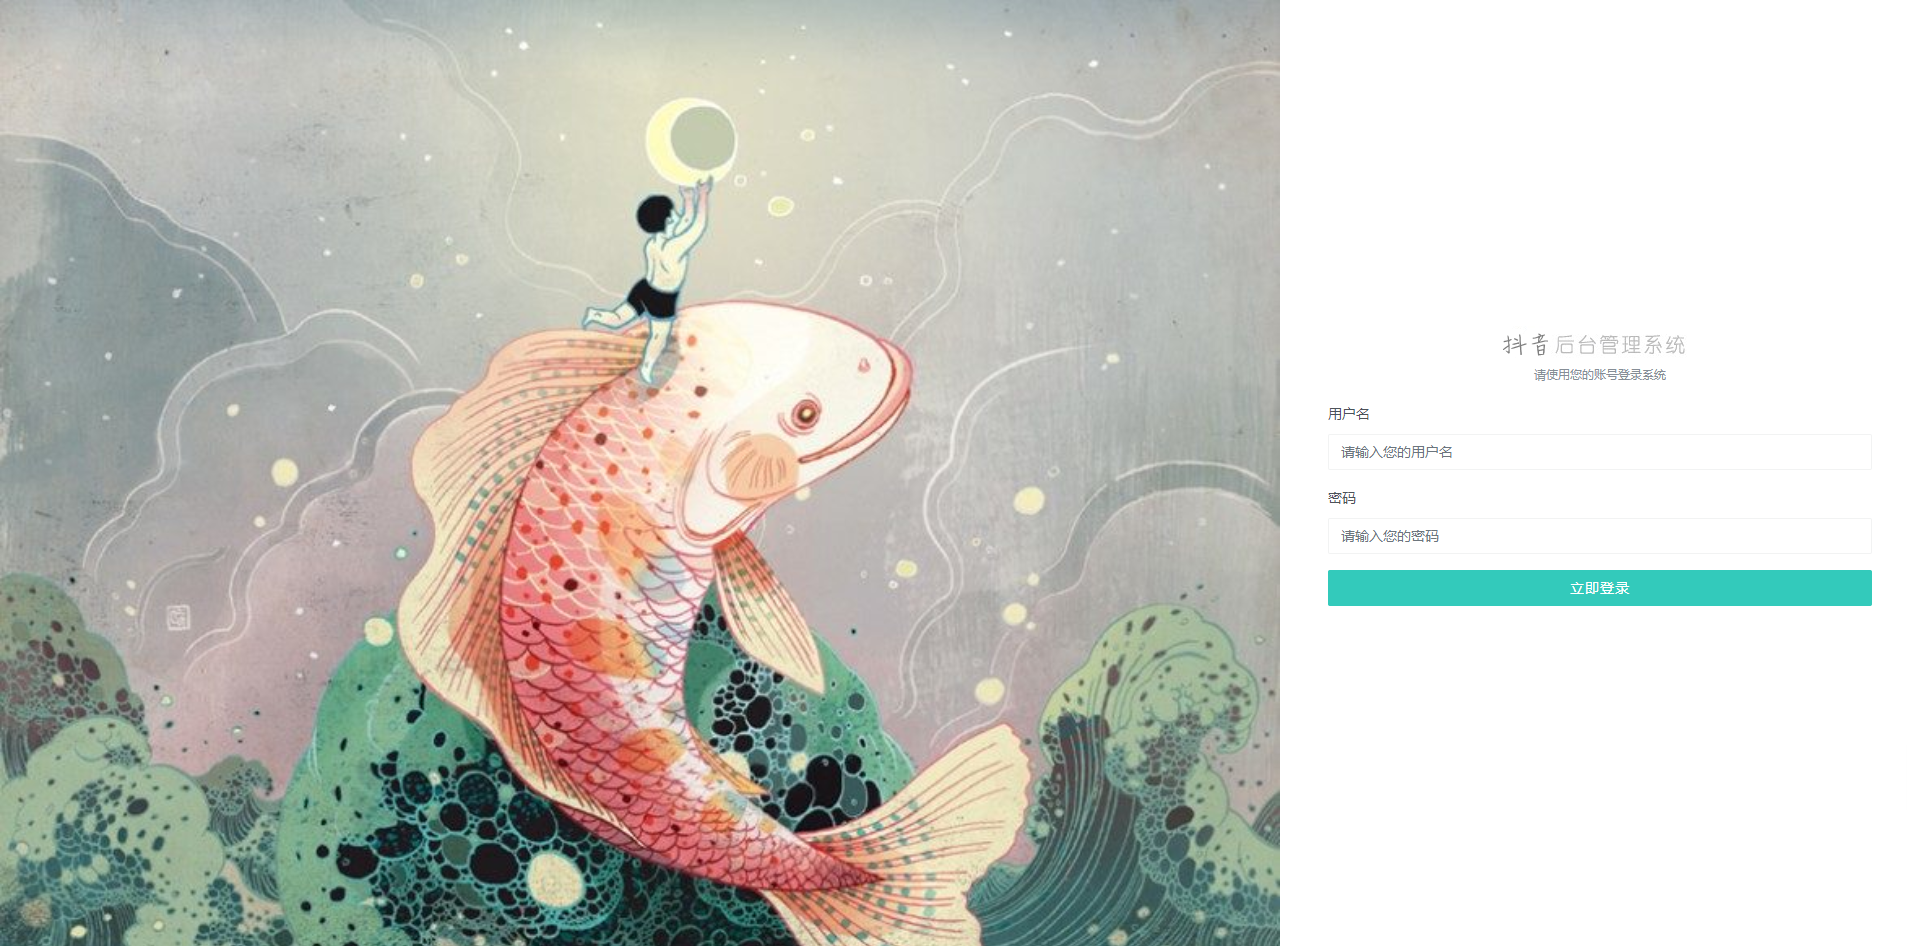 抖音后台管理系统
请使用您的账号登录系统
用户名
请输入您的用户名
密码
请输入您的密码
立即登录